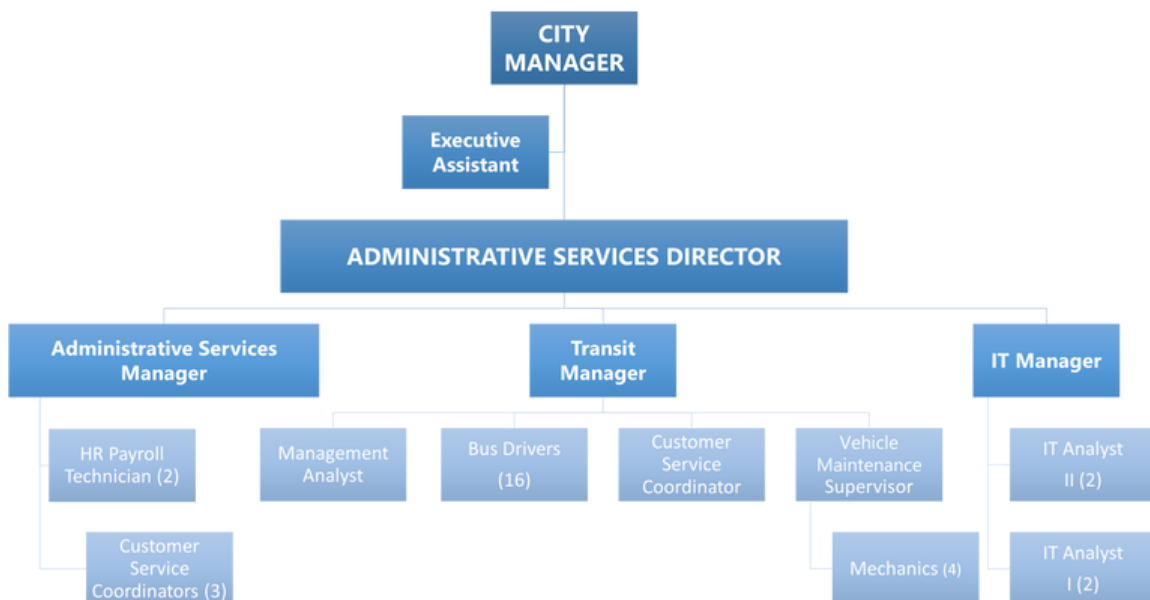 CITY
MANAGER
Executive
Assistant
ADMINISTRATIVE SERVICES DIRECTOR
Administrative Services
Manager
Transit
Manager
IT Manager
HR Payroll
Technician (2)
Management
Analyst
Bus Drivers
(16)
Customer
Service
Coordinator
Vehicle
Maintenance
Supervisor
IT Analyst
II (2)
Customer
Service
Coordinators (3)
Mechanics (4)
IT Analyst
I (2)